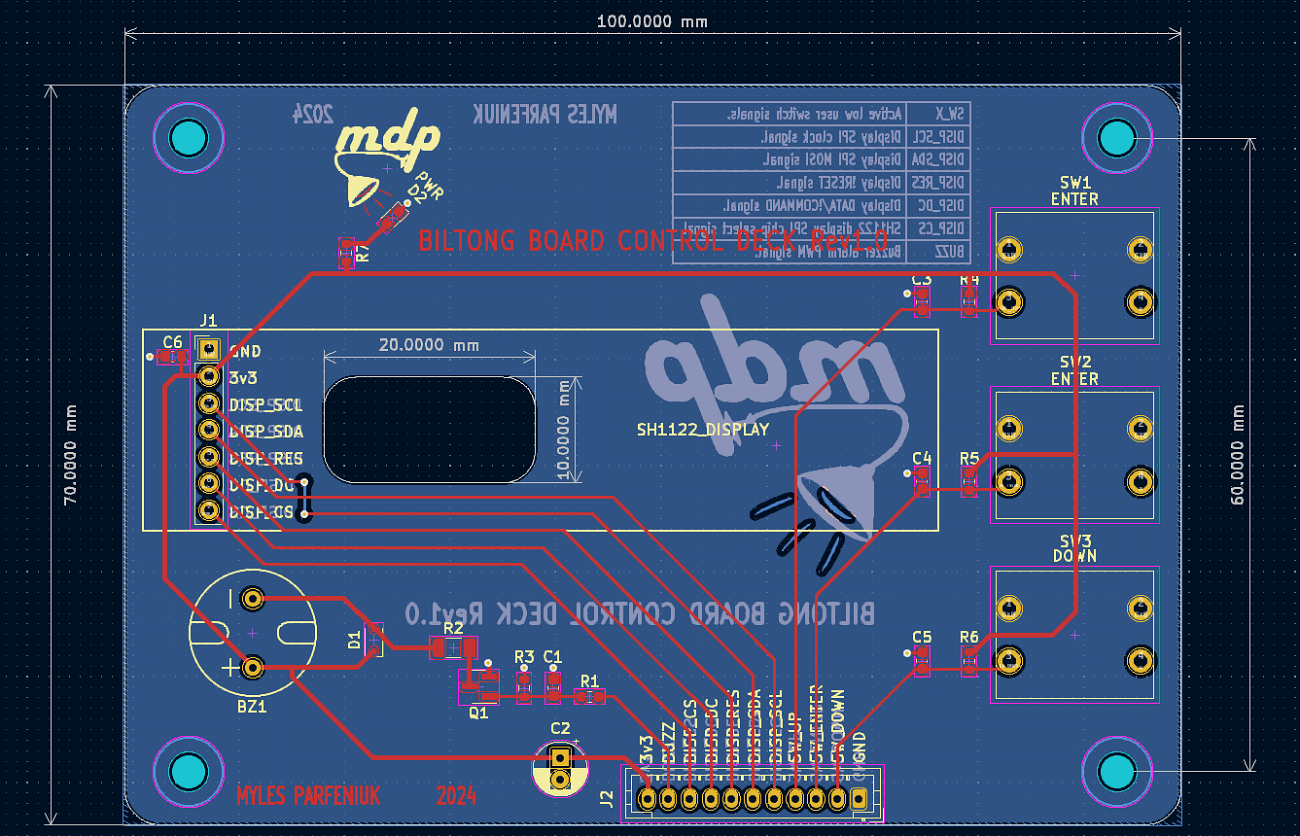 100.0000 mm
2024
MYLES PARFENIUK
SW_X Active low user switch signals.
DISP_SCL Display SPI clock signal.
DISP_SDA Display SPI MOSI signal.
DISP_RES Display !RESET signal.
DISP_DC Display DATA/!COMMAND signal.
DISP_CS SH1122 display SPI chip select signal.
BUZZ Buzzer alarm PWM signal.
mdp
PWR
D2
R7
BILTONG BOARD CONTROL DECK Rev1.0
SW1
ENTER
C3
R4
J1
C6
GND
3v3
DISP_SCL
DISP_SDA
DISP_RES
DISP_DC
DISP_CS
20.0000 mm
10.0000 mm
mdp
SH1122_DISPLAY
SW2
ENTER
C4
R5
70.0000 mm
60.0000 mm
SW3
DOWN
C5
R6
BILTONG BOARD CONTROL DECK Rev1.0
D1
R2
R3
C1
R1
Q1
BZ1
C2
+
3v3
BUZZ
DISP_CS
DISP_DC
DISP_RES
DISP_SDA
DISP_SCL
SW_UP
SW_ENTER
SW_DOWN
GND
J2
MYLES PARFENIUK 2024